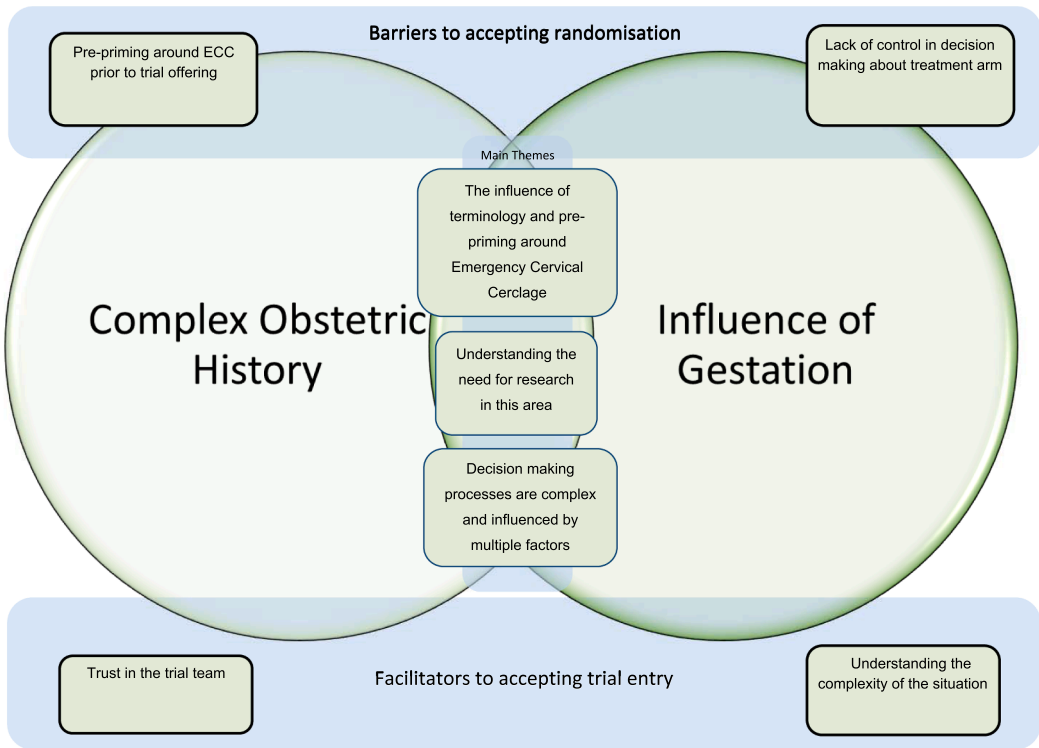 Barriers to accepting randomisation
Pre-priming around ECC
prior to trial offering
Lack of control in decision
making about treatment arm
Main Themes
The influence of
terminology and pre-
priming around
Emergency Cervical
Cerclage
Complex Obstetric
History
Influence of
Gestation
Understanding the
need for research
in this area
Decision making
processes are complex
and influenced by
multiple factors
Trust in the trial team
Facilitators to accepting trial entry
Understanding the
complexity of the situation